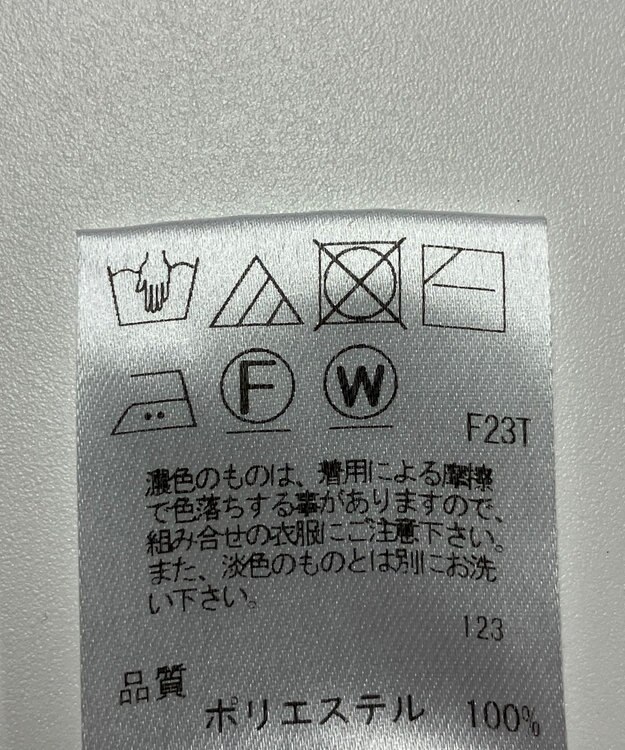 F
W
F23T
濃色のものは、着用による摩擦
で色落ちする事がありますので、
組み合せの衣服にご注意下さい。
また、淡色のものとは別にお洗
い下さい。
123
品質
ポリエステル 100%